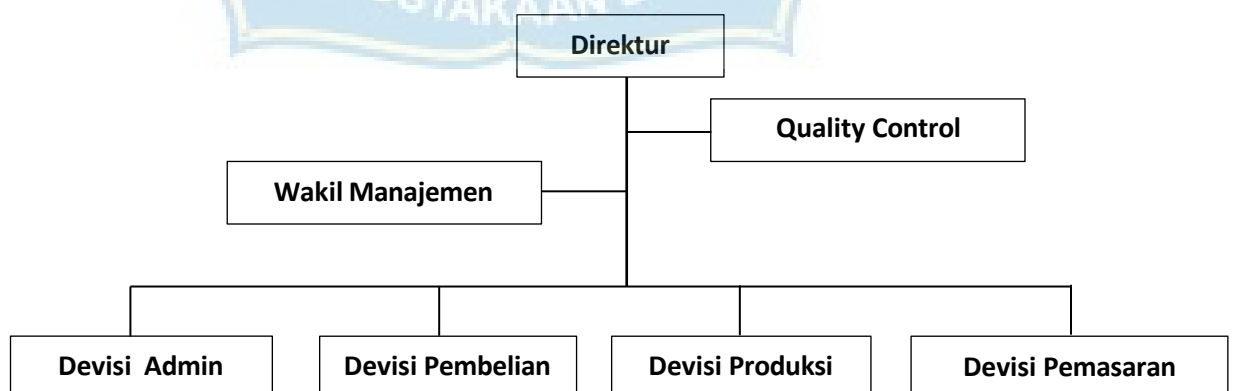 Direktur
Quality Control
Wakil Manajemen
Devisi Admin
Devisi Pembelian
Devisi Produksi
Devisi Pemasaran